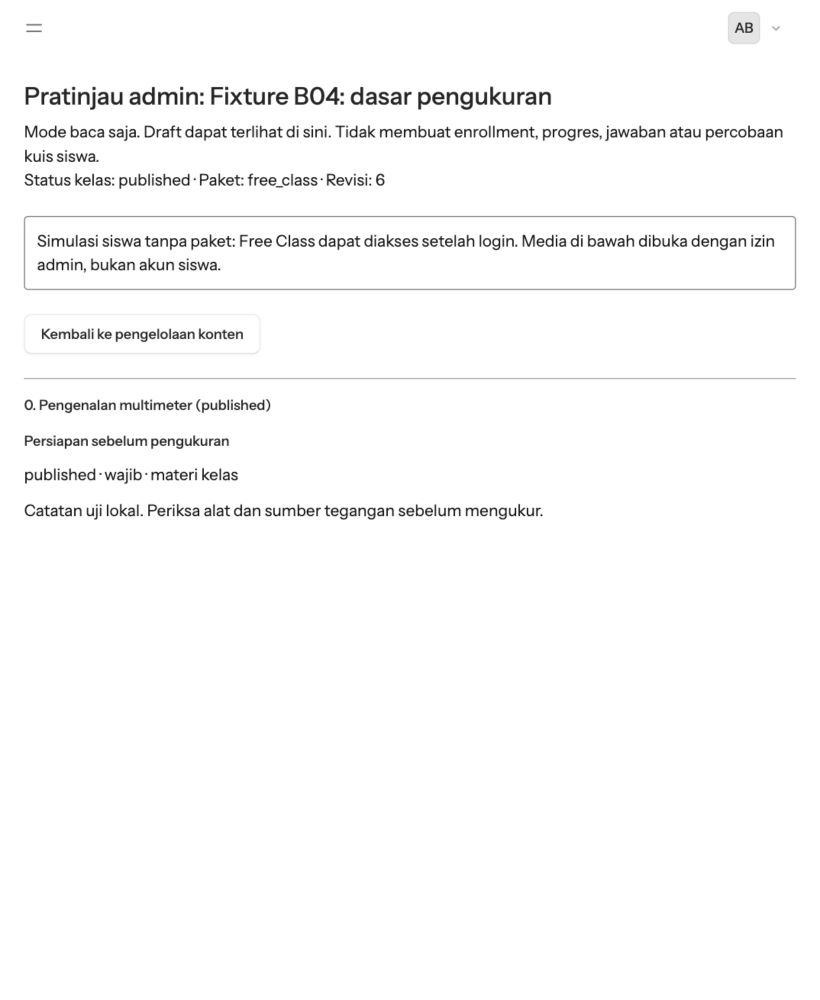 AB
Pratinjau admin: Fixture B04: dasar pengukuran
Mode baca saja. Draft dapat terlihat di sini. Tidak membuat enrollment, progres, jawaban atau percobaan
kuis siswa.
Status kelas: published · Paket: free_class · Revisi: 6
Simulasi siswa tanpa paket: Free Class dapat diakses setelah login. Media di bawah dibuka dengan izin
admin, bukan akun siswa.
Kembali ke pengelolaan konten
0. Pengenalan multimeter (published)
Persiapan sebelum pengukuran
published · wajib · materi kelas
Catatan uji lokal. Periksa alat dan sumber tegangan sebelum mengukur.